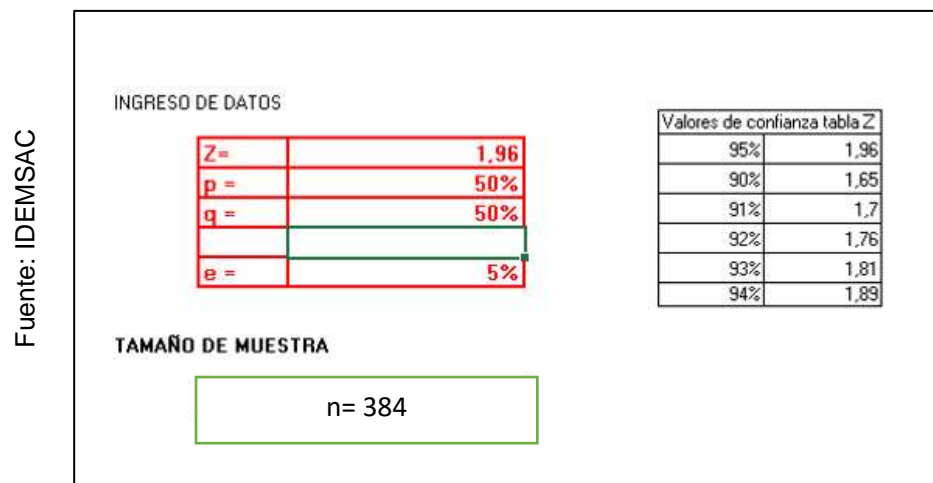 Fuente: IDEMSAC
INGRESO DE DATOS
Z= 1,96
p = 50%
q = 50%
e = 5%
Valores de confianza tabla Z
95% 1,96
90% 1,65
91% 1,7
92% 1,76
93% 1,81
94% 1,89
TAMAÑO DE MUESTRA
n= 384